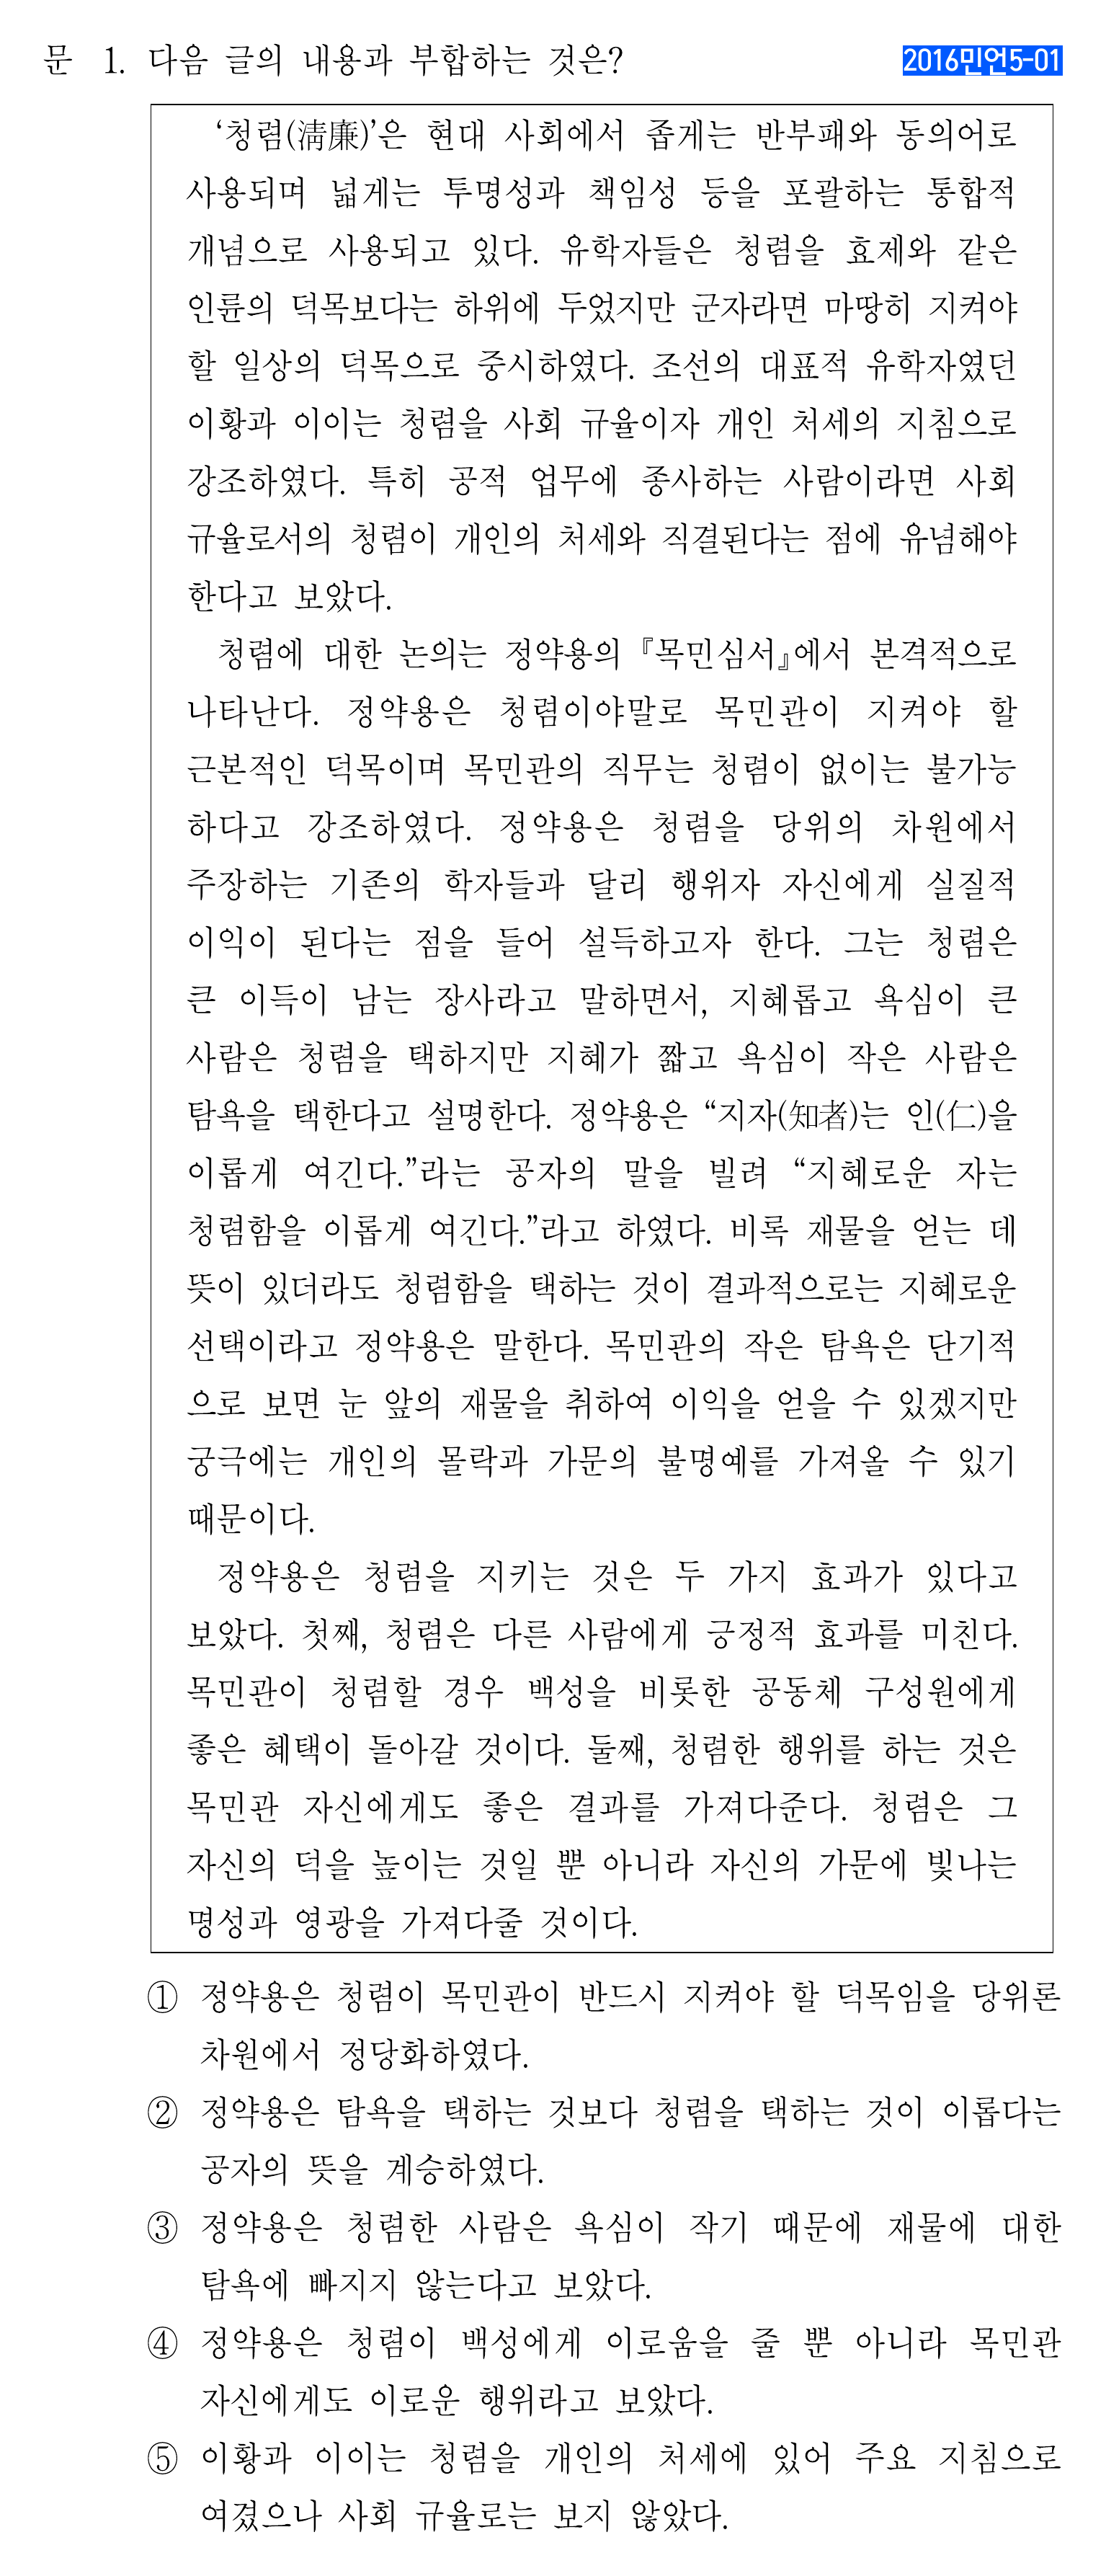 문 1. 다음 글의 내용과 부합하는 것은?
2016민언5-01
‘청렴(淸廉)’은 현대 사회에서 좁게는 반부패와 동의어로
사용되며 넓게는 투명성과 책임성 등을 포괄하는 통합적
개념으로 사용되고 있다. 유학자들은 청렴을 효제와 같은
인륜의 덕목보다는 하위에 두었지만 군자라면 마땅히 지켜야
할 일상의 덕목으로 중시하였다. 조선의 대표적 유학자였던
이황과 이이는 청렴을 사회 규율이자 개인 처세의 지침으로
강조하였다. 특히 공적 업무에 종사하는 사람이라면 사회
규율로서의 청렴이 개인의 처세와 직결된다는 점에 유념해야
한다고 보았다.
청렴에 대한 논의는 정약용의 『목민심서』에서 본격적으로
나타난다. 정약용은 청렴이야말로 목민관이 지켜야 할
근본적인 덕목이며 목민관의 직무는 청렴이 없이는 불가능
하다고 강조하였다. 정약용은 청렴을 당위의 차원에서
주장하는 기존의 학자들과 달리 행위자 자신에게 실질적
이익이 된다는 점을 들어 설득하고자 한다. 그는 청렴은
큰 이득이 남는 장사라고 말하면서, 지혜롭고 욕심이 큰
사람은 청렴을 택하지만 지혜가 짧고 욕심이 작은 사람은
탐욕을 택한다고 설명한다. 정약용은 “지자(知者)는 인(仁)을
이롭게 여긴다.”라는 공자의 말을 빌려 “지혜로운 자는
청렴함을 이롭게 여긴다.”라고 하였다. 비록 재물을 얻는 데
뜻이 있더라도 청렴함을 택하는 것이 결과적으로는 지혜로운
선택이라고 정약용은 말한다. 목민관의 작은 탐욕은 단기적
으로 보면 눈 앞의 재물을 취하여 이익을 얻을 수 있겠지만
궁극에는 개인의 몰락과 가문의 불명예를 가져올 수 있기
때문이다.
정약용은 청렴을 지키는 것은 두 가지 효과가 있다고
보았다. 첫째, 청렴은 다른 사람에게 긍정적 효과를 미친다.
목민관이 청렴할 경우 백성을 비롯한 공동체 구성원에게
좋은 혜택이 돌아갈 것이다. 둘째, 청렴한 행위를 하는 것은
목민관 자신에게도 좋은 결과를 가져다준다. 청렴은 그
자신의 덕을 높이는 것일 뿐 아니라 자신의 가문에 빛나는
명성과 영광을 가져다줄 것이다.
① 정약용은 청렴이 목민관이 반드시 지켜야 할 덕목임을 당위론
차원에서 정당화하였다.
② 정약용은 탐욕을 택하는 것보다 청렴을 택하는 것이 이롭다는
공자의 뜻을 계승하였다.
③ 정약용은 청렴한 사람은 욕심이 작기 때문에 재물에 대한
탐욕에 빠지지 않는다고 보았다.
④ 정약용은 청렴이 백성에게 이로움을 줄 뿐 아니라 목민관
자신에게도 이로운 행위라고 보았다.
⑤ 이황과 이이는 청렴을 개인의 처세에 있어 주요 지침으로
여겼으나 사회 규율로는 보지 않았다.